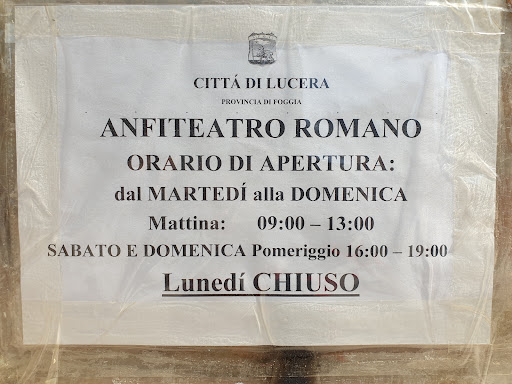 CITTÁ DI LUCERA
PROVINCIA DI FOGGIA
ANFITEATRO ROMANO
ORARIO DI APERTURA:
dal MARTEDÍ alla DOMENICA
Mattina: 09:00 – 13:00
SABATO E DOMENICA Pomeriggio 16:00 – 19:00
Lunedí CHIUSO